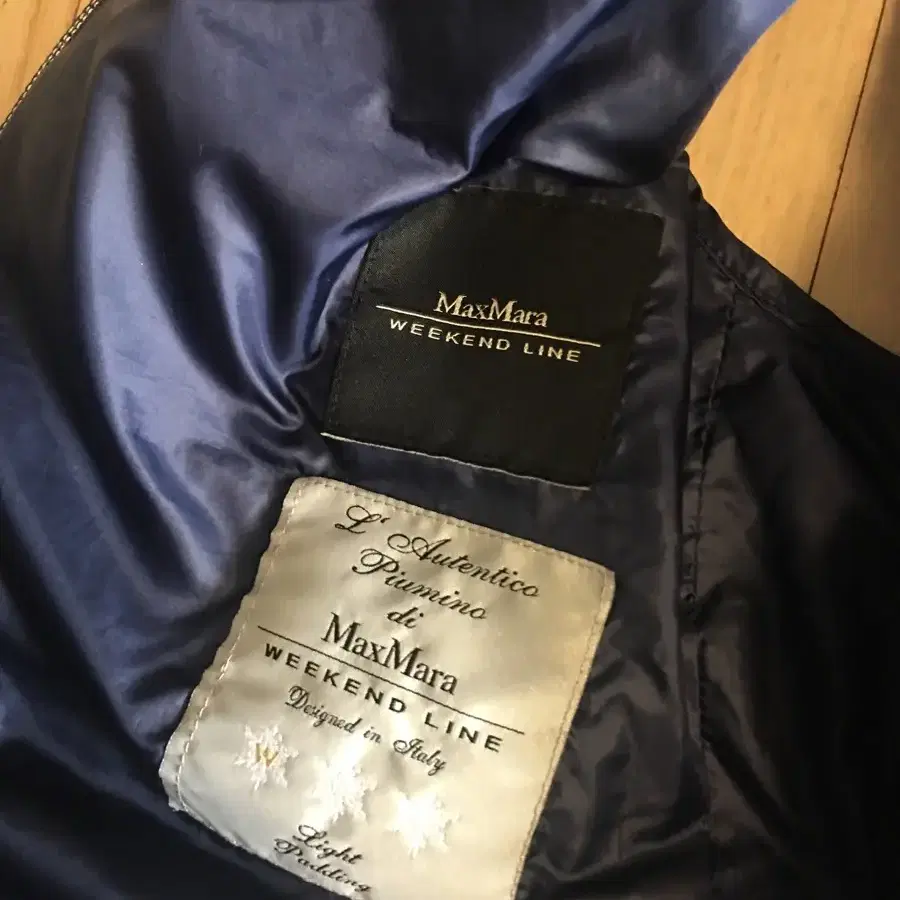 MaxMara
WEEKEND LINE
L'Autentico
Piumino
di
MaxMara
WEEKEND LINE
Designed in Italy
W
Light
Padding